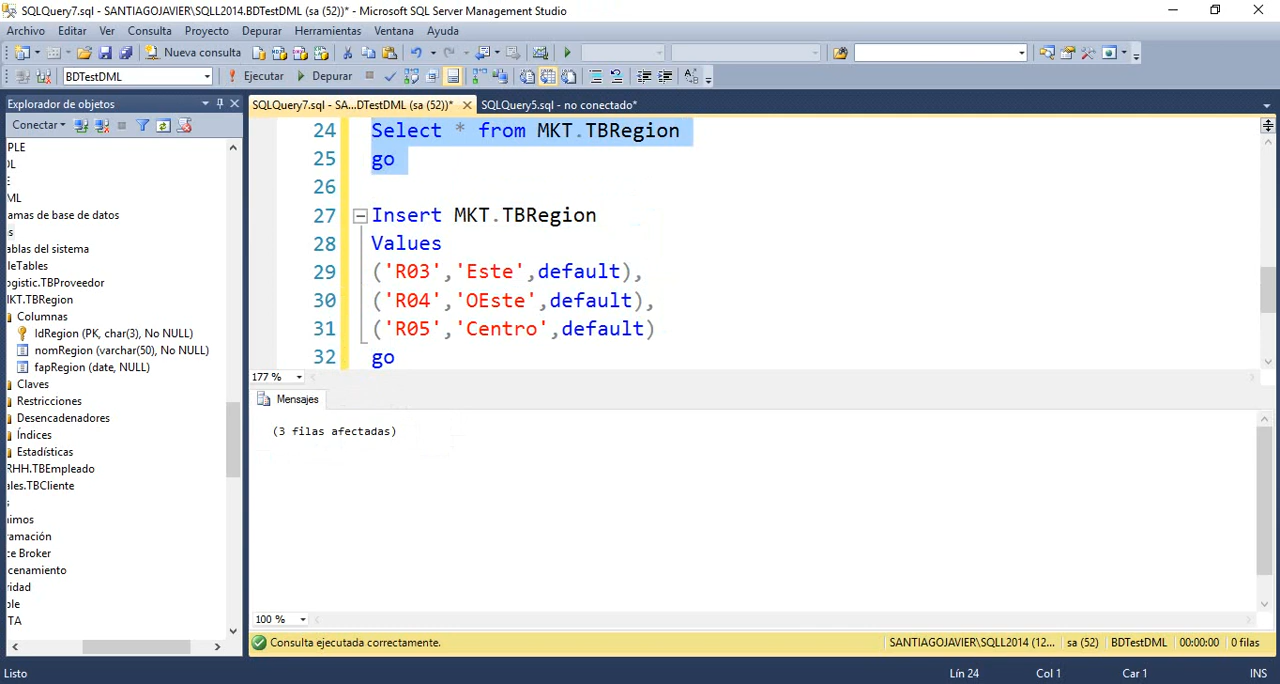 SQLQuery7.sql - SANTIAGOJAVIER\SQLL2014.BDTestDML (sa (52))* - Microsoft SQL Server Management Studio
Archivo Editar Ver Consulta Proyecto Depurar Herramientas Ventana Ayuda
Nueva consulta
BDTestDML Ejecutar Depurar
Explorador de objetos
SQLQuery7.sql - SA...DTestDML (sa (52))* SQLQuery5.sql - no conectado*
Conectar
PLE
OL
E
ML
amas de base de datos
s
ablas del sistema
leTables
ogistic.TBProveedor
MKT.TBRegion
Columnas
IdRegion (PK, char(3), No NULL)
nomRegion (varchar(50), No NULL)
fapRegion (date, NULL)
Claves
Restricciones
Desencadenadores
Índices
Estadísticas
RHH.TBEmpleado
ales.TBCliente
s
nimos
ramación
ce Broker
cenamiento
ridad
ple
TA
24 Select * from MKT.TBRegion
25 go
26
27 Insert MKT.TBRegion
28 Values
29 ('R03','Este',default),
30 ('R04','OEste',default),
31 ('R05','Centro',default)
32 go
177 %
Mensajes
(3 filas afectadas)
100 %
Consulta ejecutada correctamente. SANTIAGOJAVIER\SQLL2014 (12... sa (52) BDTestDML 00:00:00 0 filas
Listo Lín 24 Col 1 Car 1 INS